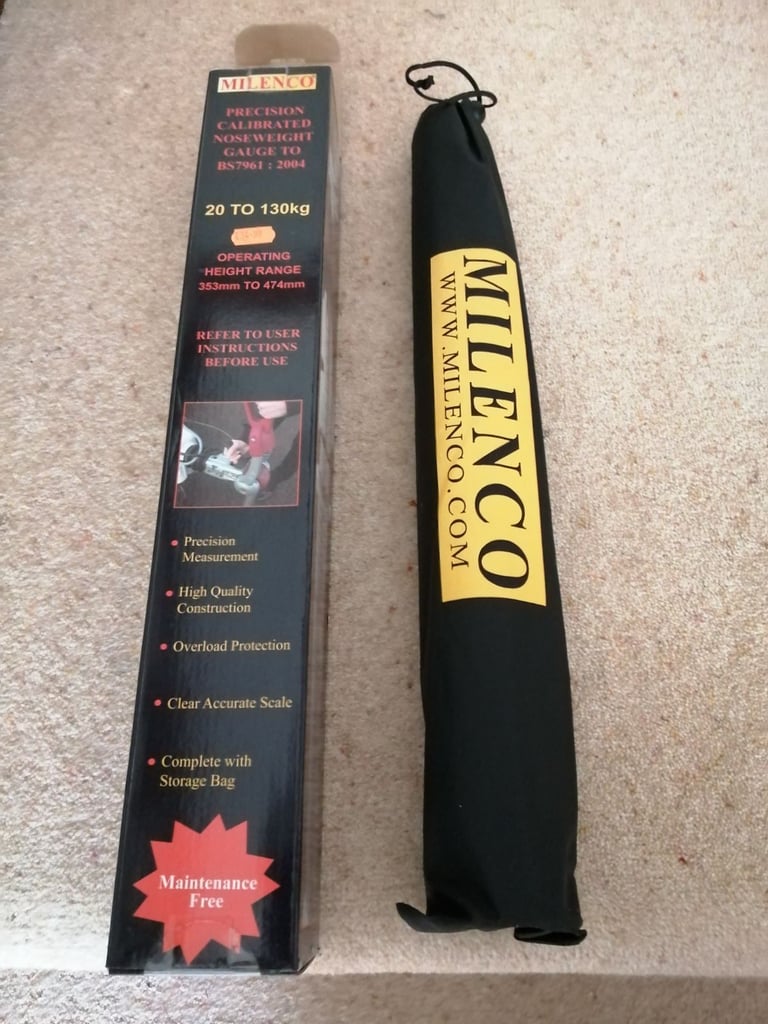 MILENCO
PRECISION
CALIBRATED
NOSEWEIGHT
GAUGE TO
BS7961 : 2004
20 TO 130kg
OPERATING
HEIGHT RANGE
353mm TO 474mm
REFER TO USER
INSTRUCTIONS
BEFORE USE
Precision
Measurement
High Quality
Construction
Overload Protection
Clear Accurate Scale
Complete with
Storage Bag
Maintenance
Free
MILENCO
WWW.MILENCO.COM